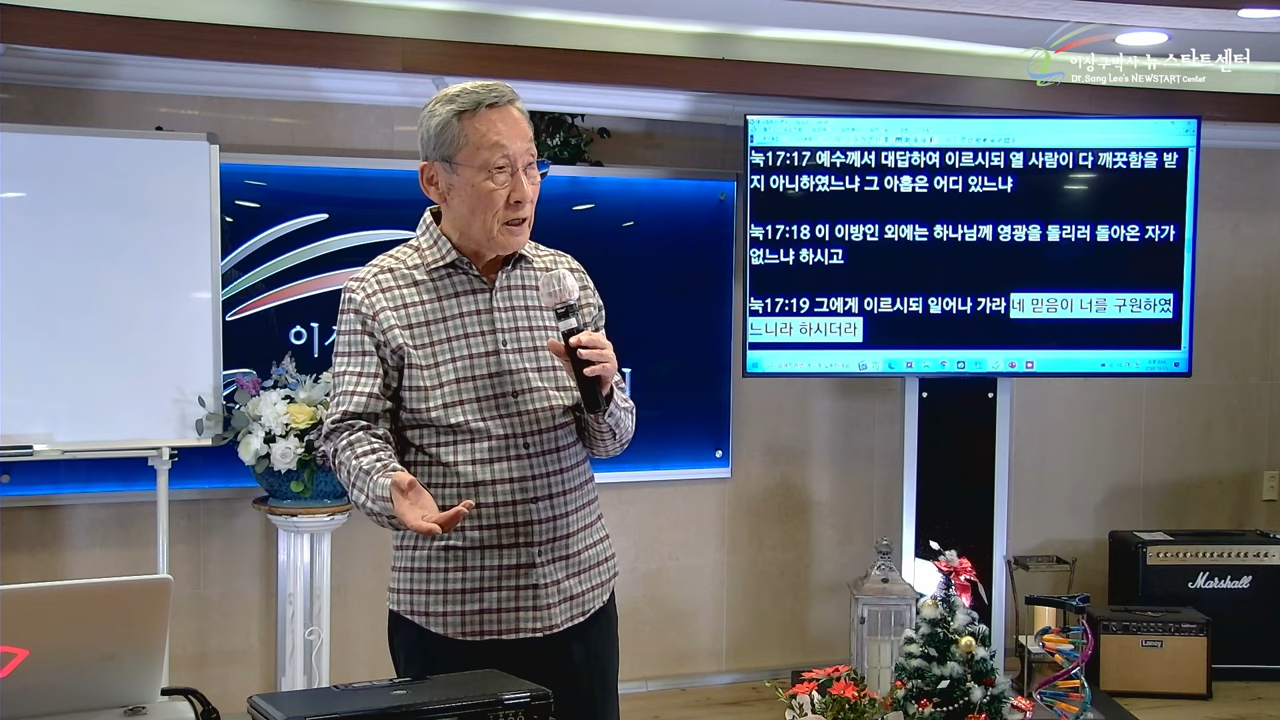 이상구박사 뉴스타트센터
Dr. Sang Lee's NEWSTART Center
눅17:17 예수께서 대답하여 이르시되 열 사람이 다 깨끗함을 받
지 아니하였느냐 그 아홉은 어디 있느냐
눅17:18 이 이방인 외에는 하나님께 영광을 돌리러 돌아온 자가
없느냐 하시고
눅17:19 그에게 이르시되 일어나 가라 네 믿음이 너를 구원하였
느니라 하시더라
이
Marshall
Laney